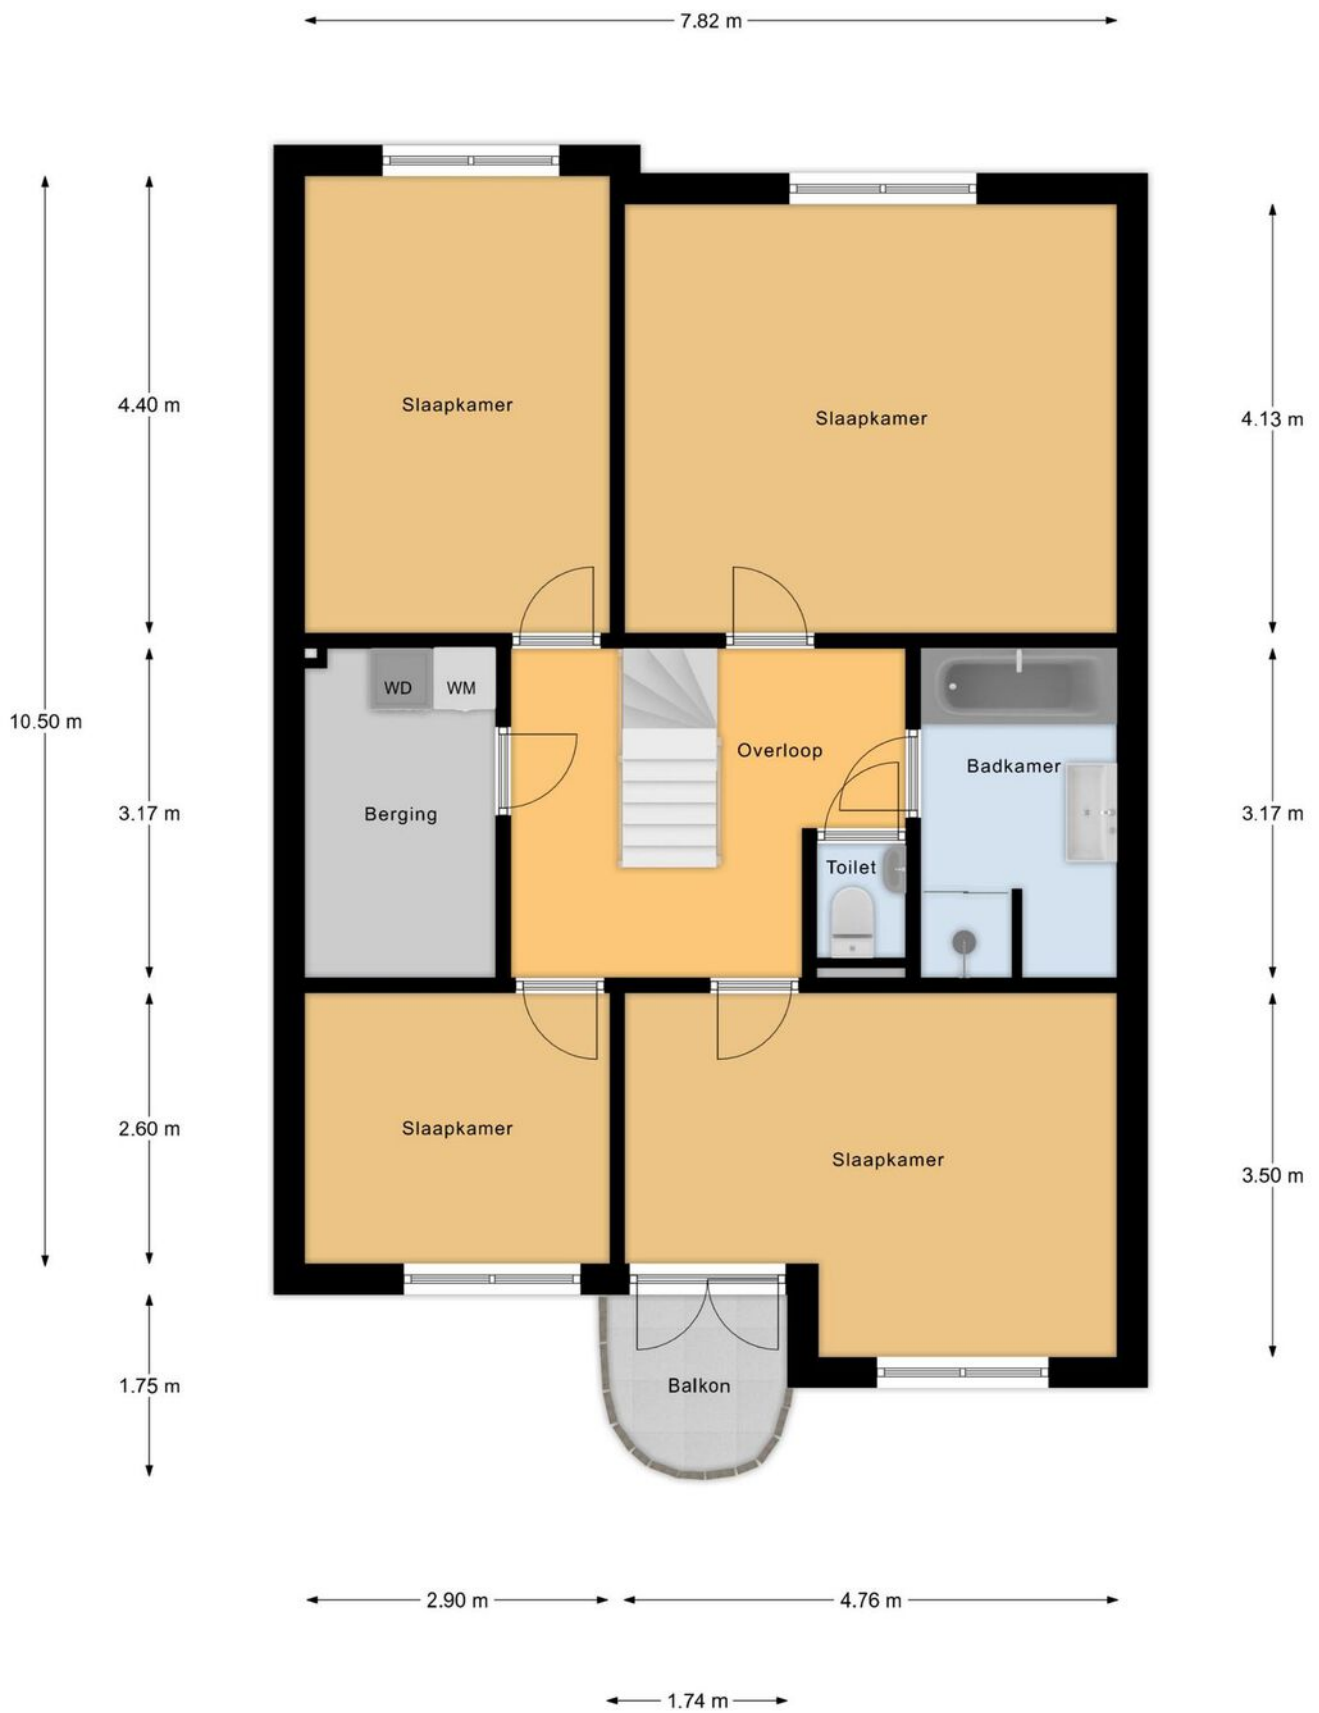 7.82 m
4.40 m
Slaapkamer
Slaapkamer
4.13 m
WD
WM
10.50 m
Overloop
Badkamer
3.17 m
Berging
3.17 m
Toilet
2.60 m
Slaapkamer
Slaapkamer
3.50 m
1.75 m
Balkon
2.90 m
4.76 m
1.74 m